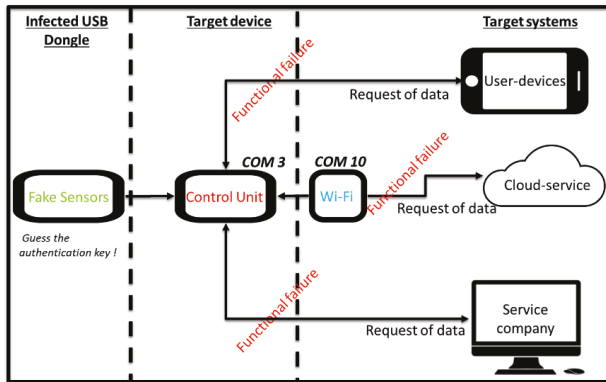 Infected USB
Dongle
Target device
Target systems
Functional failure
User-devices
Request of data
COM 3
COM 10
Fake Sensors
Control Unit
Wi-Fi
Functional failure
Cloud-service
Request of data
Guess the
authentication key !
Functional failure
Service
company
Request of data